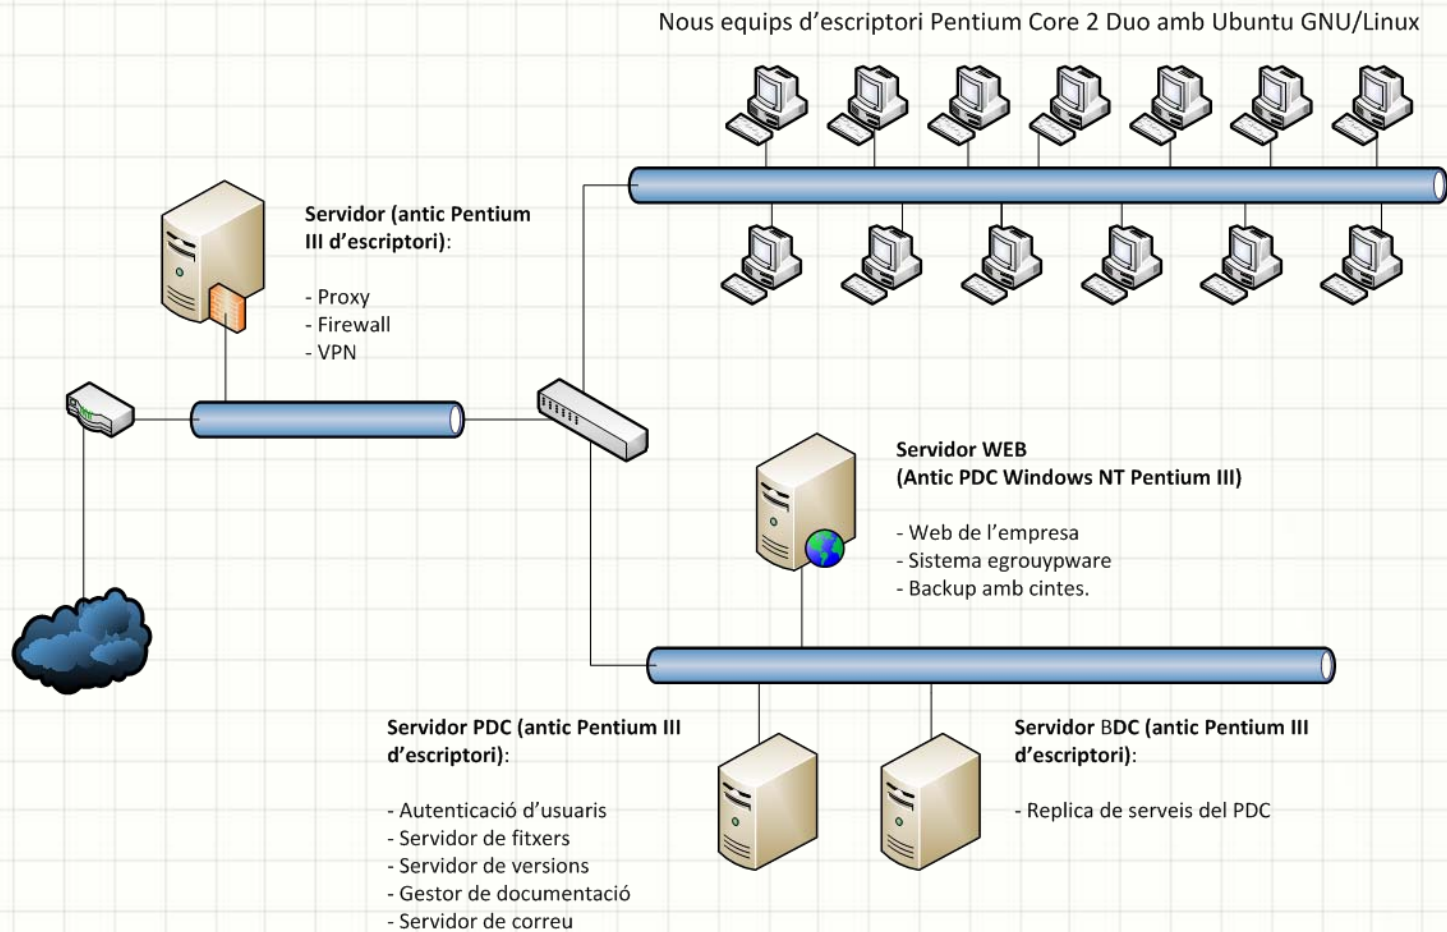 Nous equips d'escriptori Pentium Core 2 Duo amb Ubuntu GNU/Linux
Servidor (antic Pentium
III d'escriptori):
- Proxy
- Firewall
- VPN
Servidor WEB
(Antic PDC Windows NT Pentium III)
- Web de l'empresa
- Sistema egrouypware
- Backup amb cintes.
Servidor PDC (antic Pentium III
d'escriptori):
- Autenticació d'usuaris
- Servidor de fitxers
- Servidor de versions
- Gestor de documentació
- Servidor de correu
Servidor BDC (antic Pentium III
d'escriptori):
- Replica de serveis del PDC